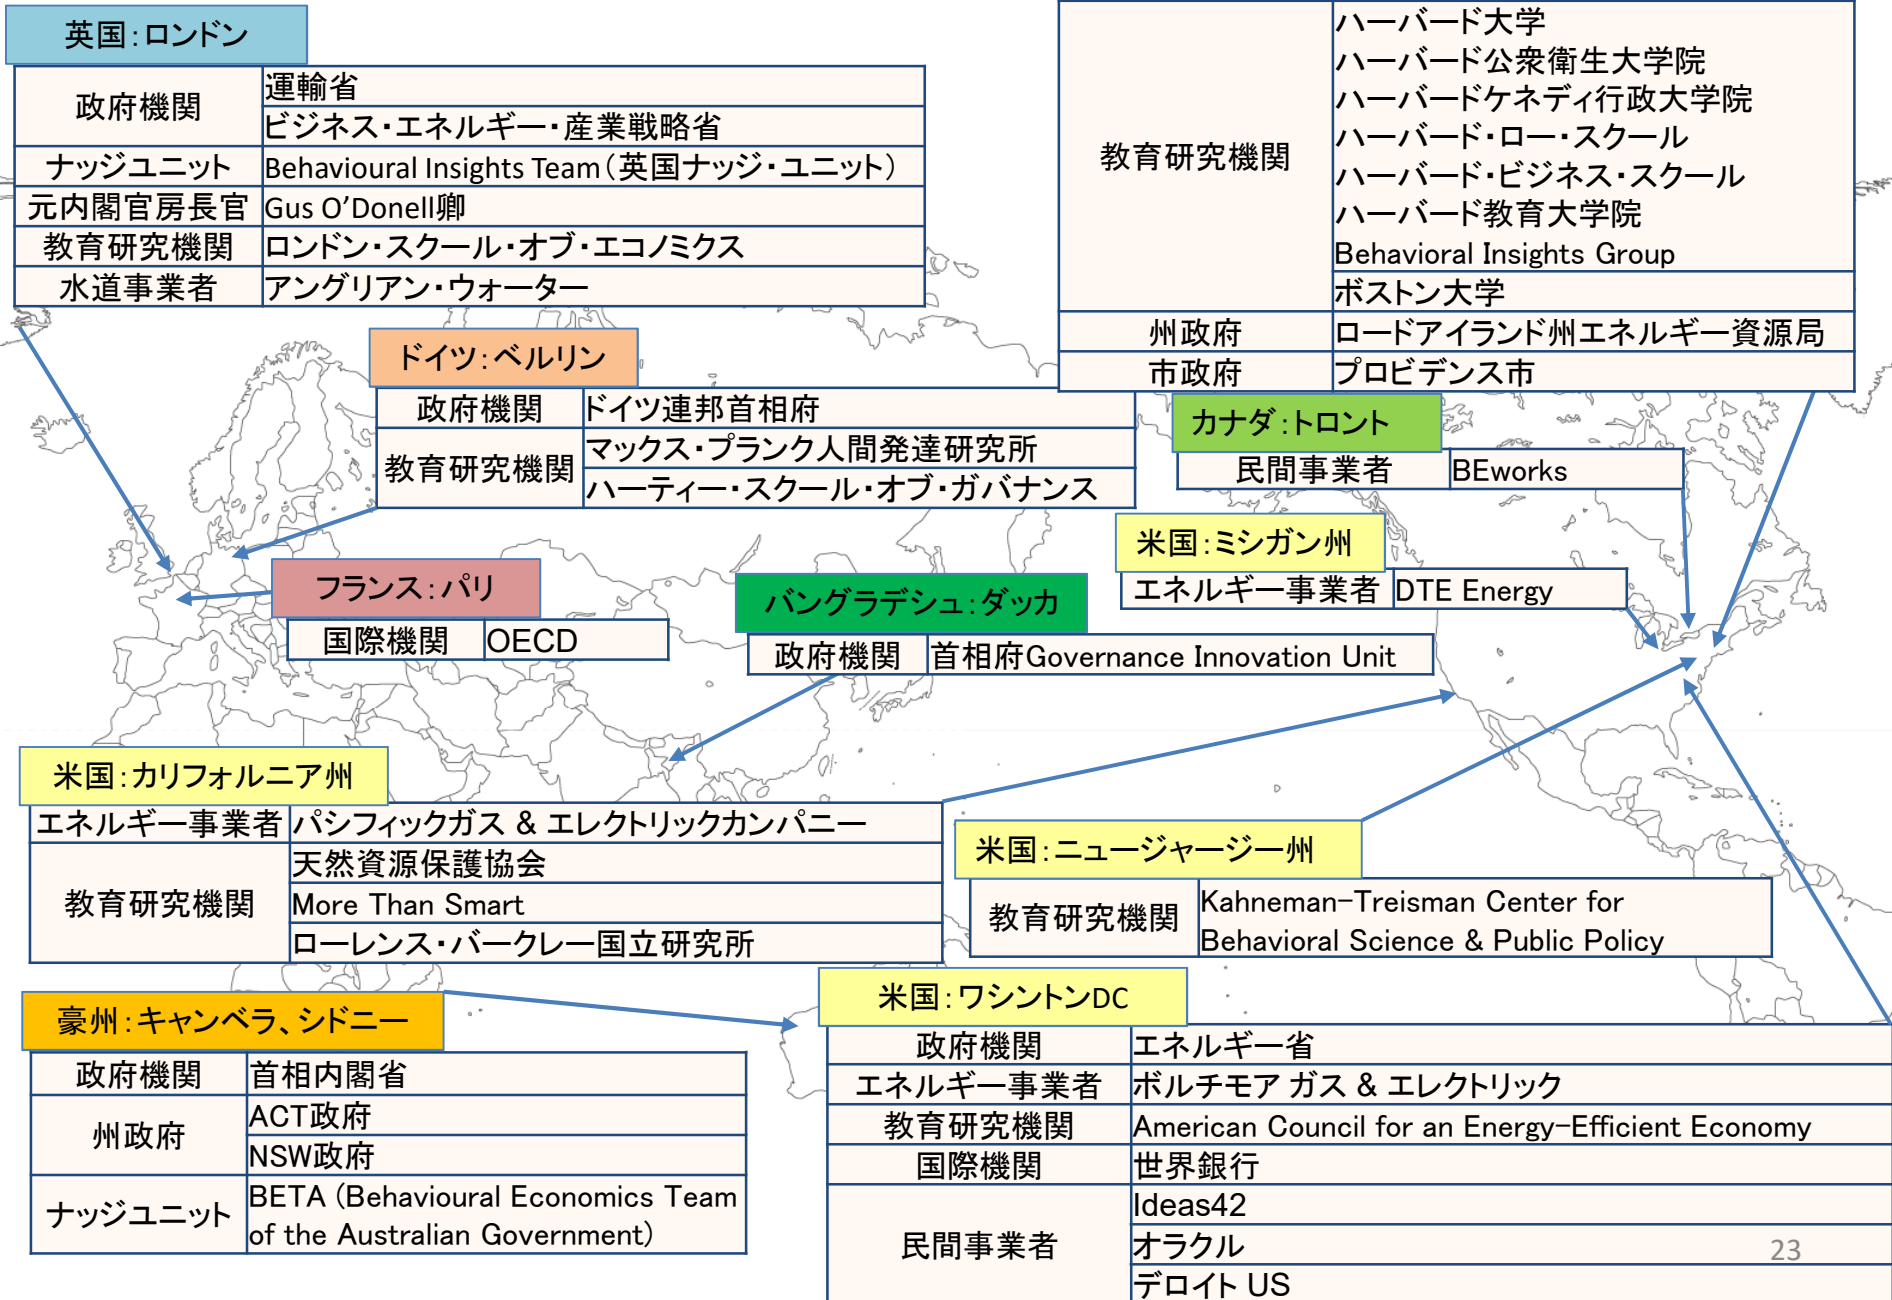 英国：ロンドン
政府機関
運輸省
ビジネス・エネルギー・産業戦略省
ナッジユニット
Behavioural Insights Team（英国ナッジ・ユニット）
元内閣官房長官
Gus O’Donell卿
教育研究機関
ロンドン・スクール・オブ・エコノミクス
水道事業者
アングリアン・ウォーター
教育研究機関
ハーバード大学
ハーバード公衆衛生大学院
ハーバードケネディ行政大学院
ハーバード・ロー・スクール
ハーバード・ビジネス・スクール
ハーバード教育大学院
Behavioral Insights Group
ボストン大学
州政府
ロードアイランド州エネルギー資源局
市政府
プロビデンス市
ドイツ：ベルリン
政府機関
ドイツ連邦首相府
教育研究機関
マックス・プランク人間発達研究所
ハーティー・スクール・オブ・ガバナンス
カナダ：トロント
民間事業者
BEworks
米国：ミシガン州
エネルギー事業者
DTE Energy
フランス：パリ
国際機関
OECD
バングラデシュ：ダッカ
政府機関
首相府Governance Innovation Unit
米国：カリフォルニア州
エネルギー事業者
パシフィックガス & エレクトリックカンパニー
教育研究機関
天然資源保護協会
More Than Smart
ローレンス・バークレー国立研究所
米国：ニュージャージー州
教育研究機関
Kahneman-Treisman Center for
Behavioral Science & Public Policy
豪州：キャンベラ、シドニー
政府機関
首相内閣省
州政府
ACT政府
NSW政府
ナッジユニット
BETA (Behavioural Economics Team
of the Australian Government)
米国：ワシントンDC
政府機関
エネルギー省
エネルギー事業者
ボルチモア ガス & エレクトリック
教育研究機関
American Council for an Energy-Efficient Economy
国際機関
世界銀行
民間事業者
Ideas42
オラクル
デロイト US
23